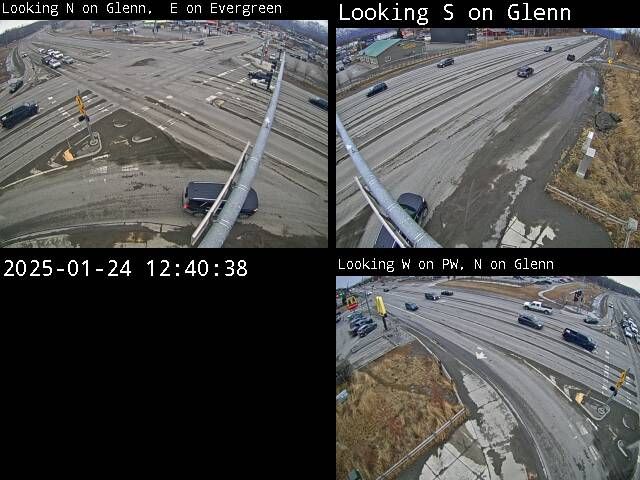 Looking N on Glenn,  E on Evergreen
Looking S on Glenn
2025-01-24 12:40:38
Looking W on PW, N on Glenn